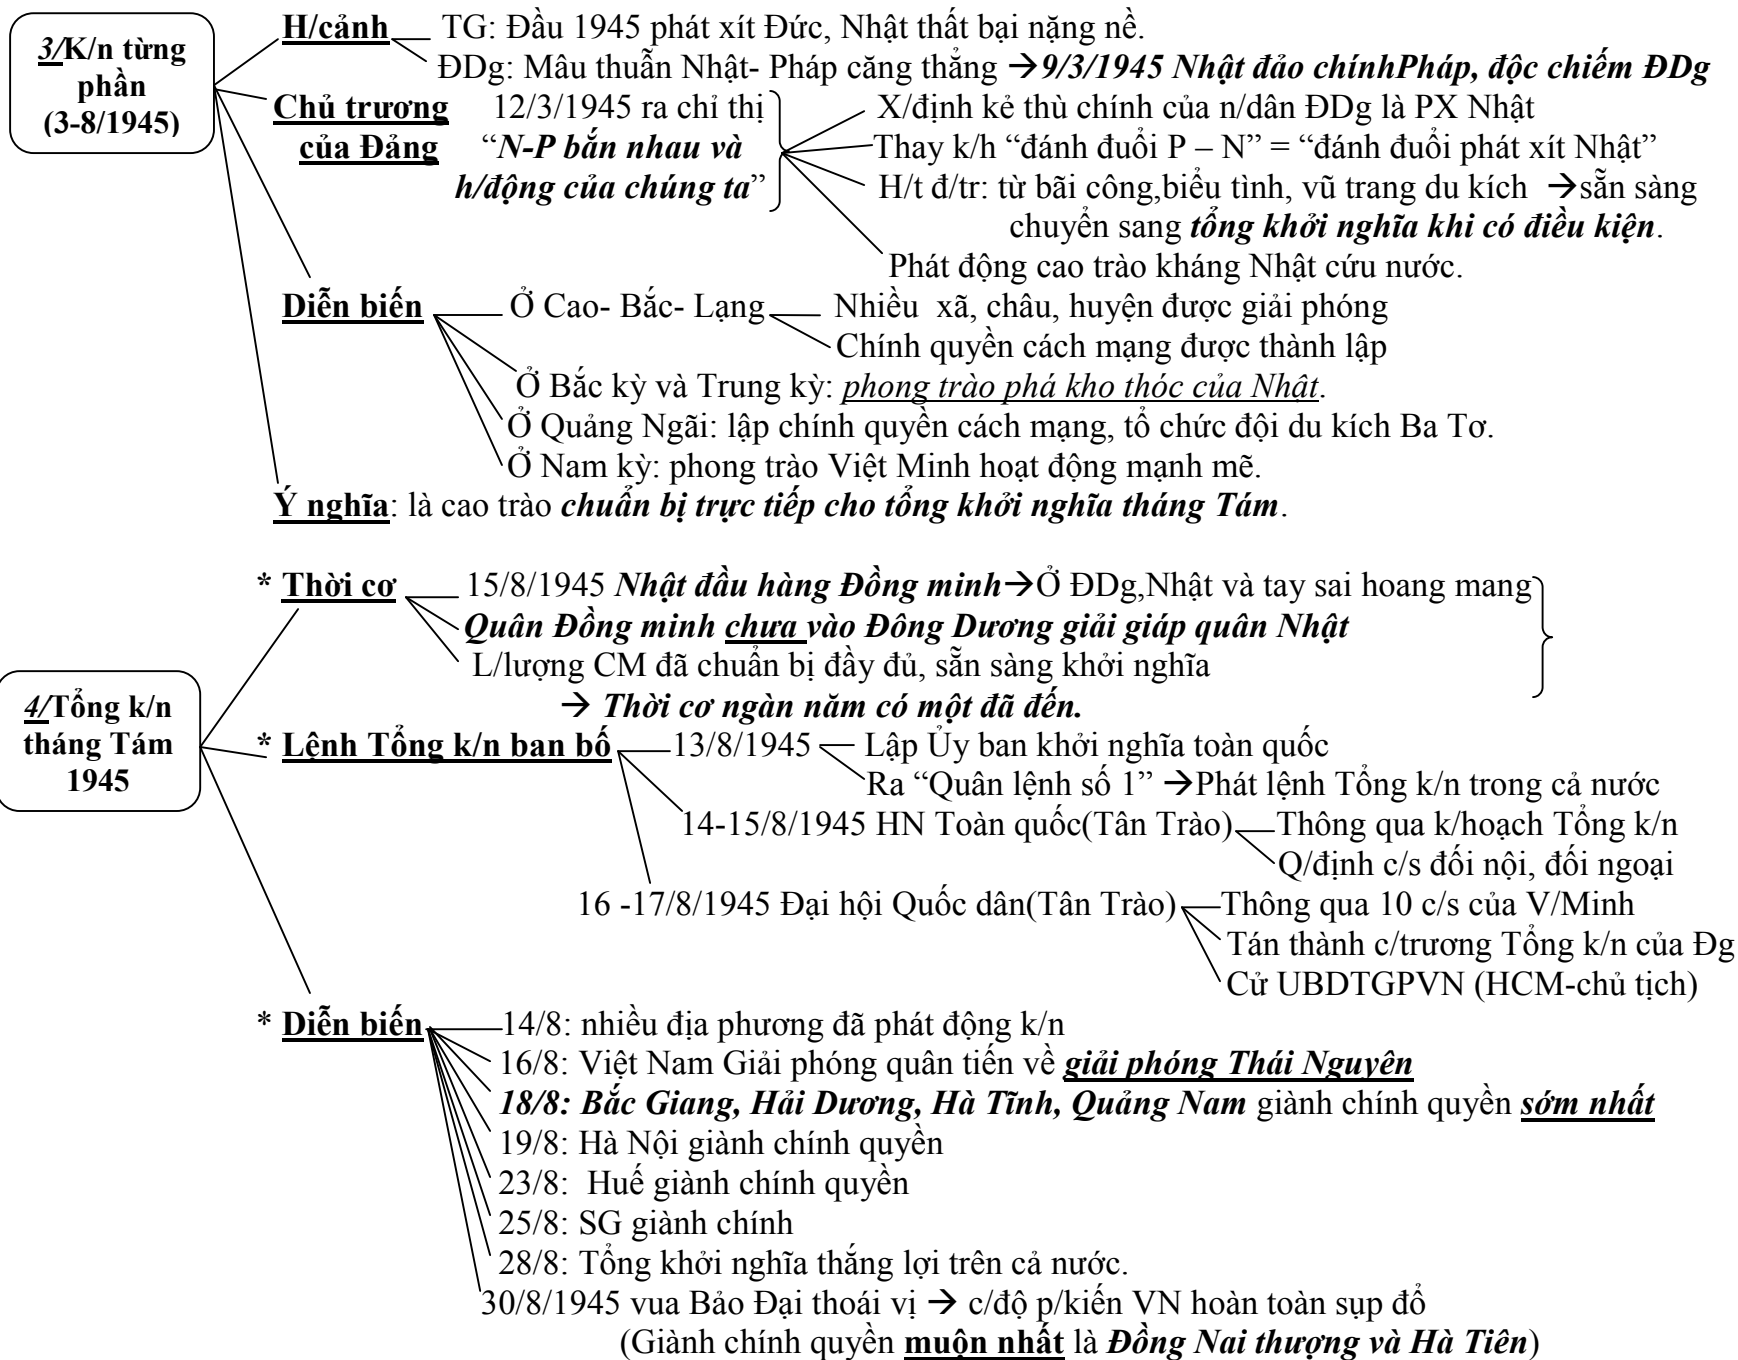 3/K/n từng
phần
(3-8/1945)
H/cảnh TG: Đầu 1945 phát xít Đức, Nhật thất bại nặng nề.
ĐDg: Mâu thuẫn Nhật- Pháp căng thẳng →9/3/1945 Nhật đảo chínhPháp, độc chiếm ĐDg
Chủ trương
của Đảng
12/3/1945 ra chỉ thị
“N-P bắn nhau và
h/động của chúng ta”
X/định kẻ thù chính của n/dân ĐDg là PX Nhật
Thay k/h “đánh đuổi P – N” = “đánh đuổi phát xít Nhật”
H/t đ/tr: từ bãi công,biểu tình, vũ trang du kích →sẵn sàng
chuyển sang tổng khởi nghĩa khi có điều kiện.
Phát động cao trào kháng Nhật cứu nước.
Diễn biến Ở Cao- Bắc- Lạng Nhiều xã, châu, huyện được giải phóng
Chính quyền cách mạng được thành lập
Ở Bắc kỳ và Trung kỳ: phong trào phá kho thóc của Nhật.
Ở Quảng Ngãi: lập chính quyền cách mạng, tổ chức đội du kích Ba Tơ.
Ở Nam kỳ: phong trào Việt Minh hoạt động mạnh mẽ.
Ý nghĩa: là cao trào chuẩn bị trực tiếp cho tổng khởi nghĩa tháng Tám.
4/Tổng k/n
tháng Tám
1945
* Thời cơ 15/8/1945 Nhật đầu hàng Đồng minh→Ở ĐDg,Nhật và tay sai hoang mang
Quân Đồng minh chưa vào Đông Dương giải giáp quân Nhật
L/lượng CM đã chuẩn bị đầy đủ, sẵn sàng khởi nghĩa
→ Thời cơ ngàn năm có một đã đến.
* Lệnh Tổng k/n ban bố 13/8/1945 Lập Ủy ban khởi nghĩa toàn quốc
Ra “Quân lệnh số 1” →Phát lệnh Tổng k/n trong cả nước
14-15/8/1945 HN Toàn quốc(Tân Trào) Thông qua k/hoạch Tổng k/n
Q/định c/s đối nội, đối ngoại
16 -17/8/1945 Đại hội Quốc dân(Tân Trào) Thông qua 10 c/s của V/Minh
Tán thành c/trương Tổng k/n của Đg
Cử UBDTGPVN (HCM-chủ tịch)
* Diễn biến 14/8: nhiều địa phương đã phát động k/n
16/8: Việt Nam Giải phóng quân tiến về giải phóng Thái Nguyên
18/8: Bắc Giang, Hải Dương, Hà Tĩnh, Quảng Nam giành chính quyền sớm nhất
19/8: Hà Nội giành chính quyền
23/8: Huế giành chính quyền
25/8: SG giành chính
28/8: Tổng khởi nghĩa thắng lợi trên cả nước.
30/8/1945 vua Bảo Đại thoái vị → c/độ p/kiến VN hoàn toàn sụp đổ
(Giành chính quyền muộn nhất là Đồng Nai thượng và Hà Tiên)